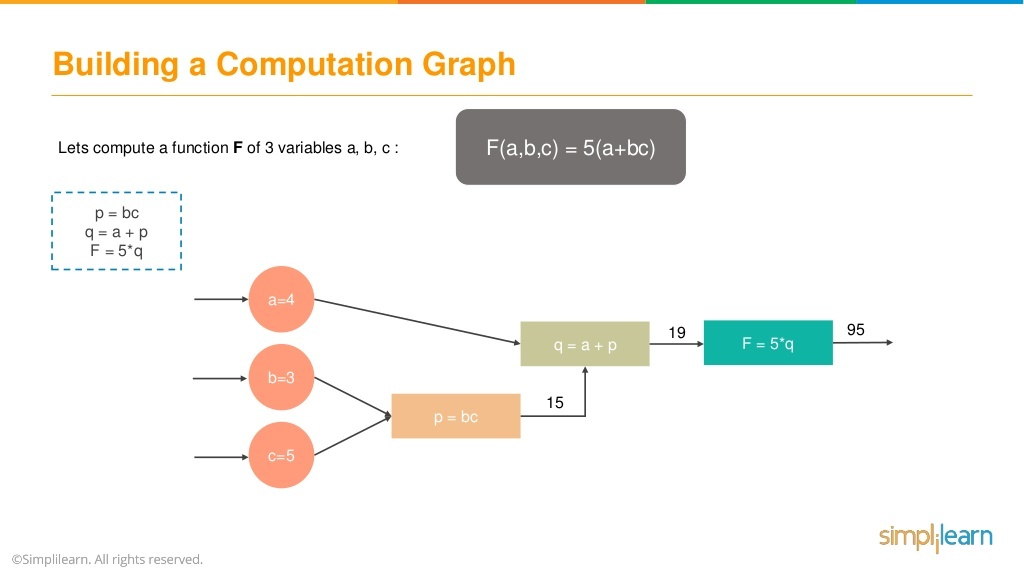 Building a Computation Graph
Lets compute a function F of 3 variables a, b, c :
F(a,b,c) = 5(a+bc)
p = bc
q = a + p
F = 5*q
a=4
b=3
c=5
p = bc
15
q = a + p
19
F = 5*q
95
simplilearn
©Simplilearn. All rights reserved.